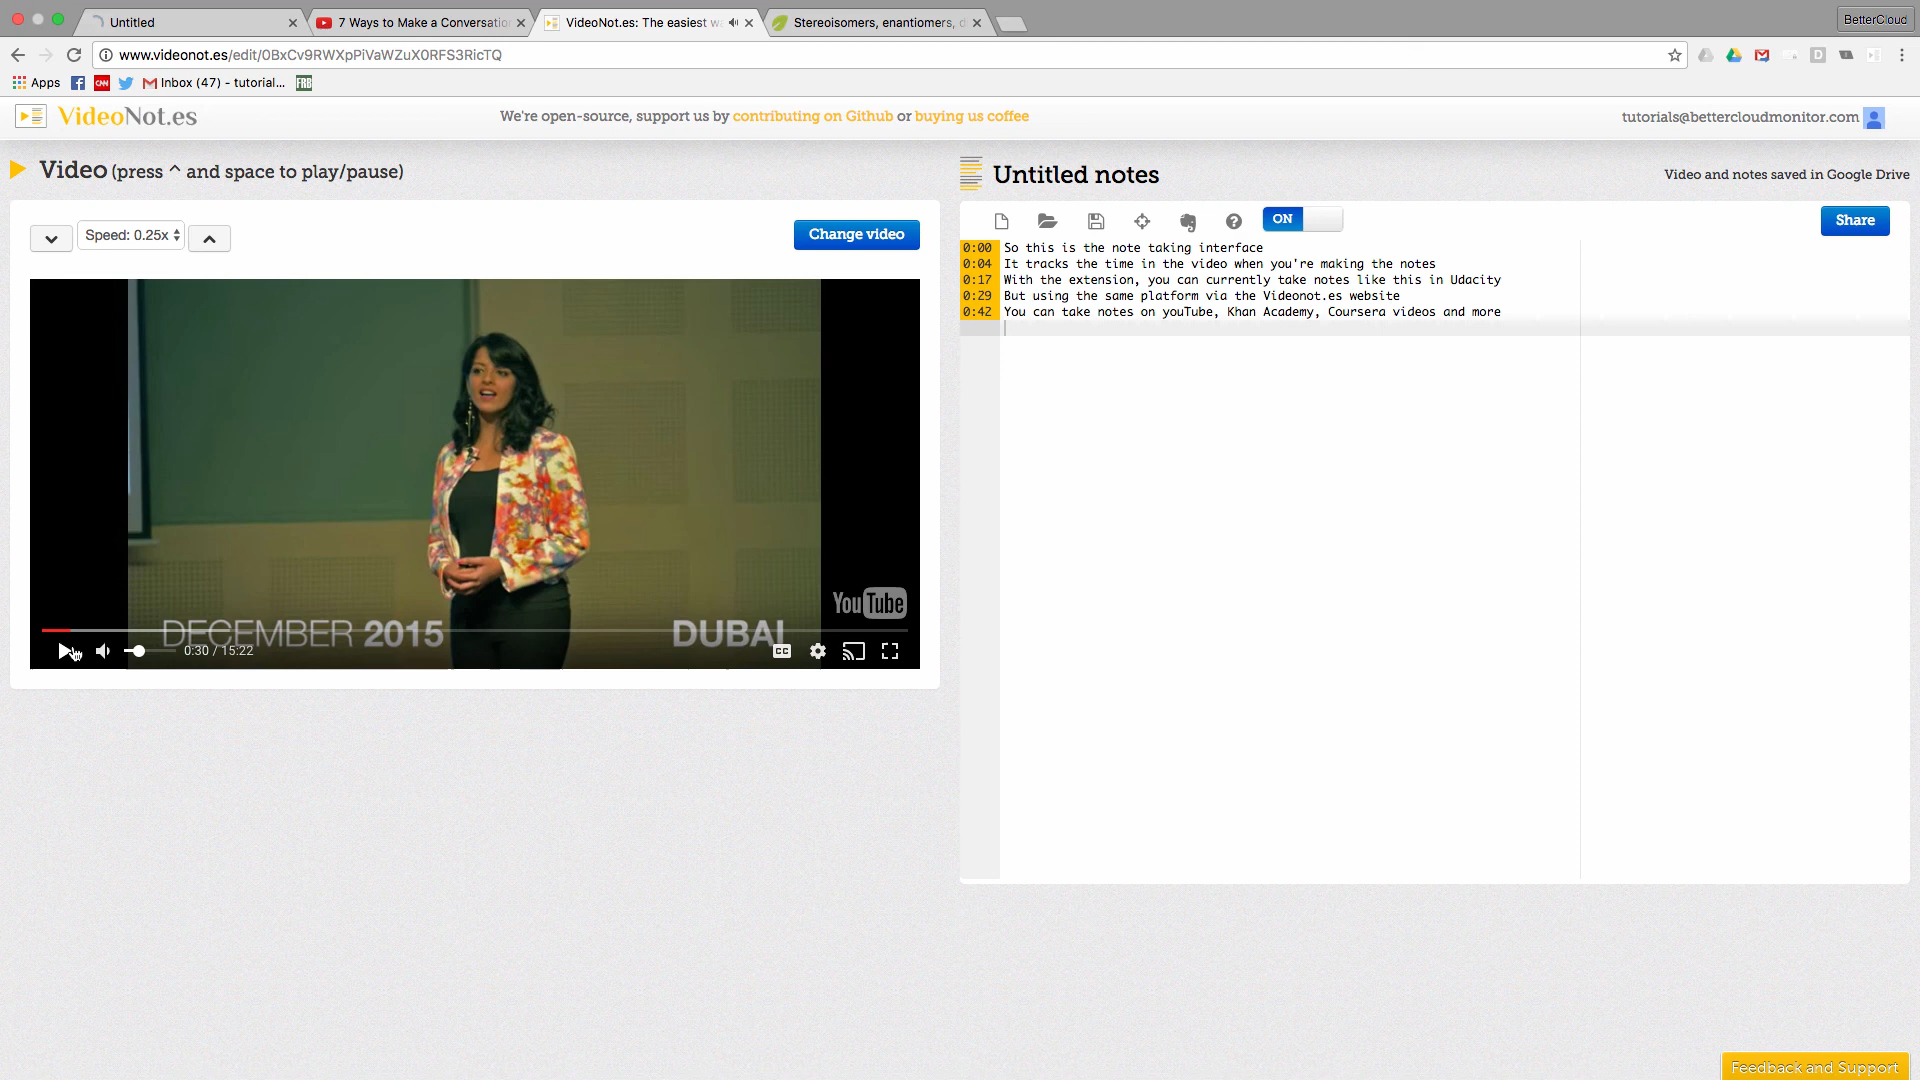 Untitled
7 Ways to Make a Conversation
VideoNot.es: The easiest w
Stereoisomers, enantiomers, d
BetterCloud
www.videonot.es/edit/0BxCv9RWXpPiVaWZuX0RFS3RicTQ
Apps
CNN
Inbox (47) - tutorial...
FRB
VideoNot.es
We're open-source, support us by contributing on Github or buying us coffee
tutorials@bettercloudmonitor.com
Video (press ^ and space to play/pause)
Untitled notes
Video and notes saved in Google Drive
Speed: 0.25x
Change video
ON
Share
0:00 So this is the note taking interface
0:04 It tracks the time in the video when you're making the notes
0:17 With the extension, you can currently take notes like this in Udacity
0:29 But using the same platform via the Videonot.es website
0:42 You can take notes on youTube, Khan Academy, Coursera videos and more
YouTube
DECEMBER 2015
DUBAI
0:30 / 15:22
CC
Feedback and Support